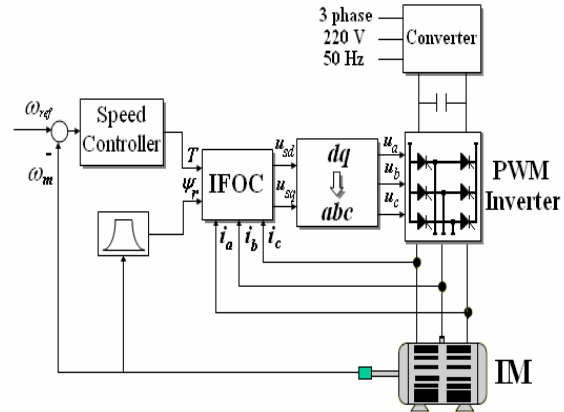 3 phase
220 V
50 Hz
Converter
ω_ref
-
ω_m
Speed
Controller
T
ψ_r
IFOC
u_sd
u_sq
dq
abc
u_a
u_b
u_c
PWM
Inverter
i_a i_b i_c
IM